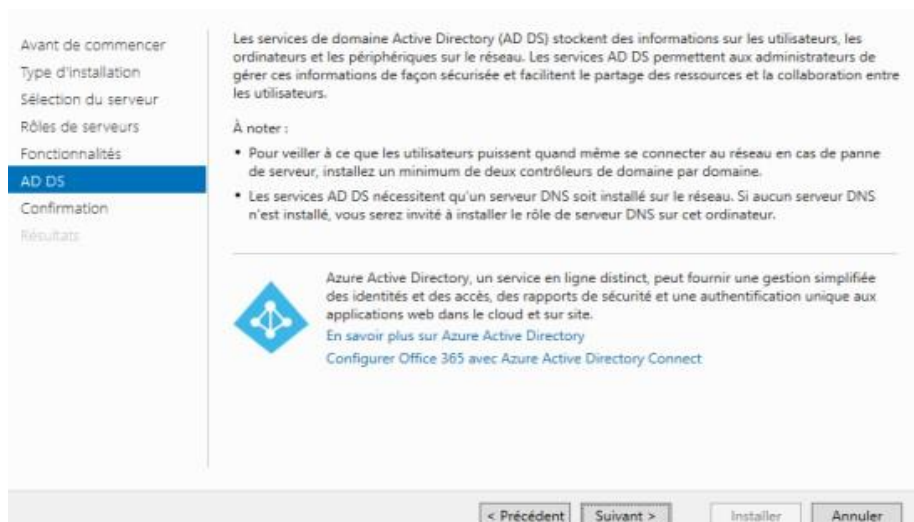 Avant de commencer
Type d'installation
Sélection du serveur
Rôles de serveurs
Fonctionnalités
AD DS
Confirmation
Résultats
Les services de domaine Active Directory (AD DS) stockent des informations sur les utilisateurs, les
ordinateurs et les périphériques sur le réseau. Les services AD DS permettent aux administrateurs de
gérer ces informations de façon sécurisée et facilitent le partage des ressources et la collaboration entre
les utilisateurs.
À noter :
• Pour veiller à ce que les utilisateurs puissent quand même se connecter au réseau en cas de panne
de serveur, installez un minimum de deux contrôleurs de domaine par domaine.
• Les services AD DS nécessitent qu'un serveur DNS soit installé sur le réseau. Si aucun serveur DNS
n'est installé, vous serez invité à installer le rôle de serveur DNS sur cet ordinateur.
Azure Active Directory, un service en ligne distinct, peut fournir une gestion simplifiée
des identités et des accès, des rapports de sécurité et une authentification unique aux
applications web dans le cloud et sur site.
En savoir plus sur Azure Active Directory
Configurer Office 365 avec Azure Active Directory Connect
< Précédent Suivant > Installer Annuler